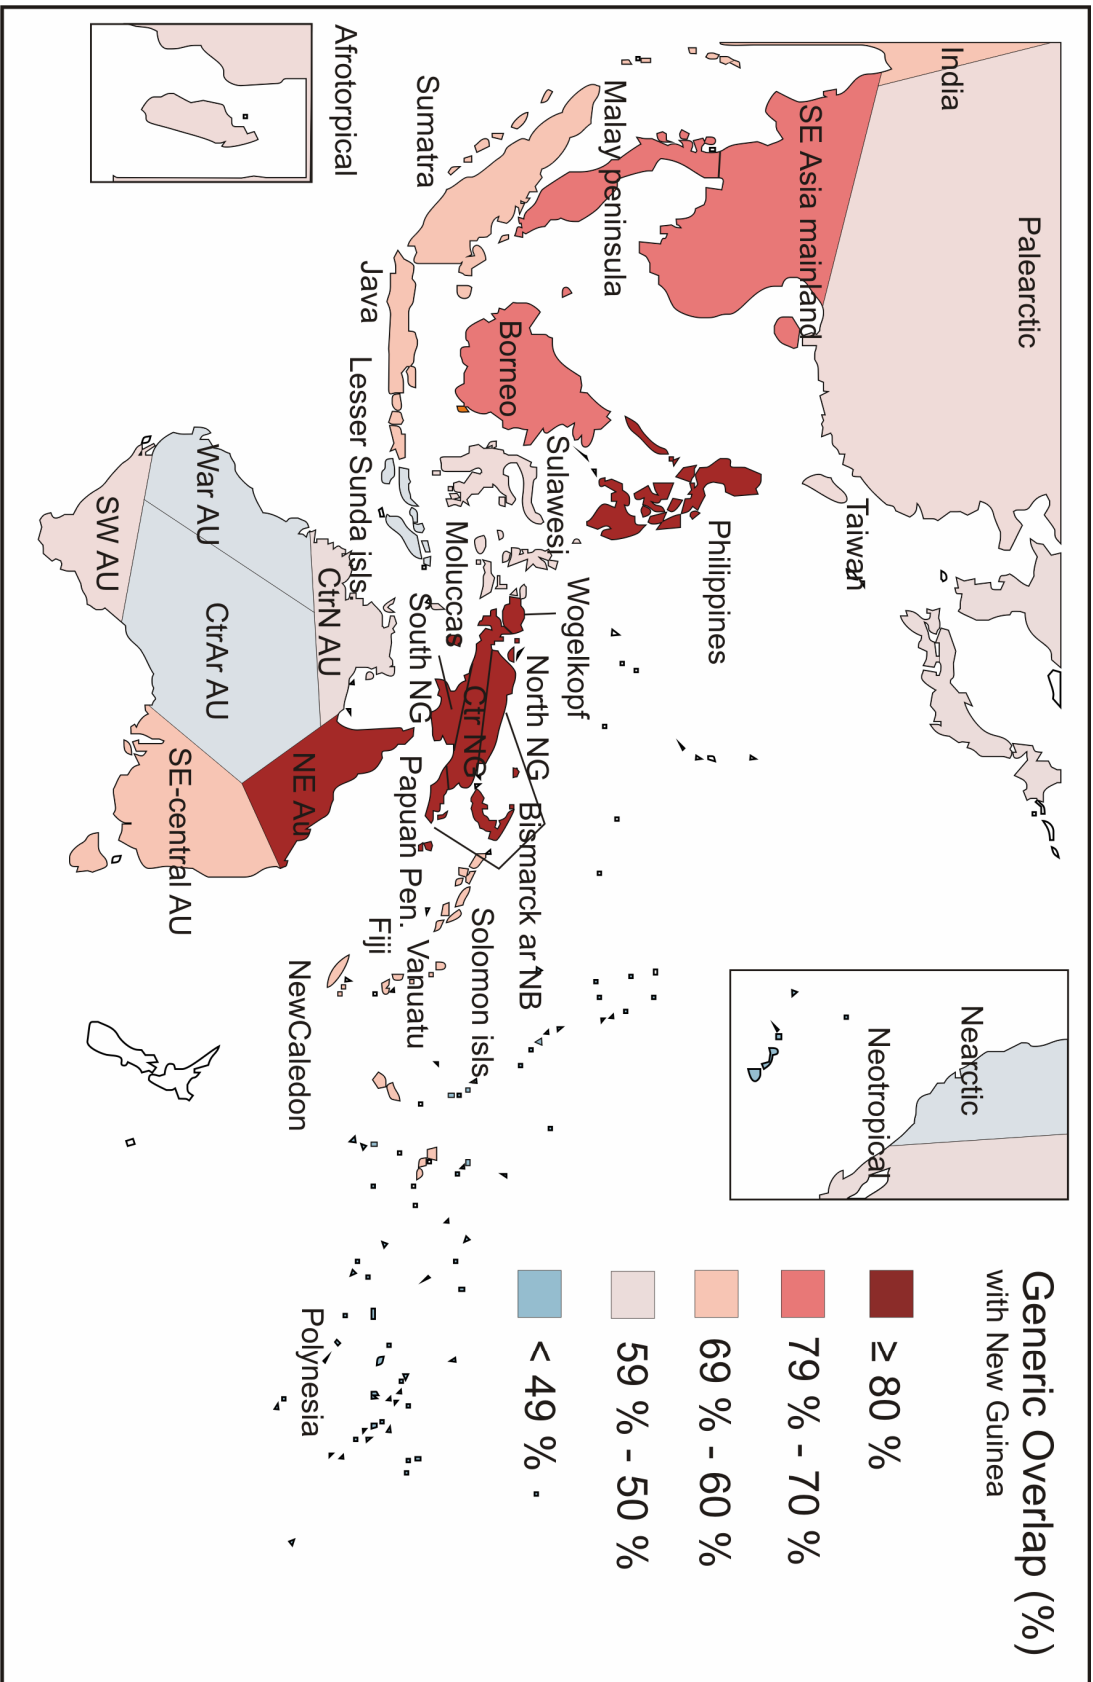 Generic Overlap (%)
with New Guinea
≥ 80 %
79 % - 70 %
69 % - 60 %
59 % - 50 %
< 49 %
India
Palearctic
SE Asia mainland
Taiwan
Malay peninsula
Philippines
Sumatra
Borneo
Sulawesi
Wogelkopf
Java
Lesser Sunda isls.
Moluccas
North NG
Ctr NG
South NG
Bismarck ar NB
Papuan Pen.
Solomon isls
Vanuatu
Fiji
NewCaledon
Polynesia
War AU
CtrN AU
SW AU
CtrAr AU
NE Au
SE-central AU
Afrotorpical
Nearctic
Neotropical